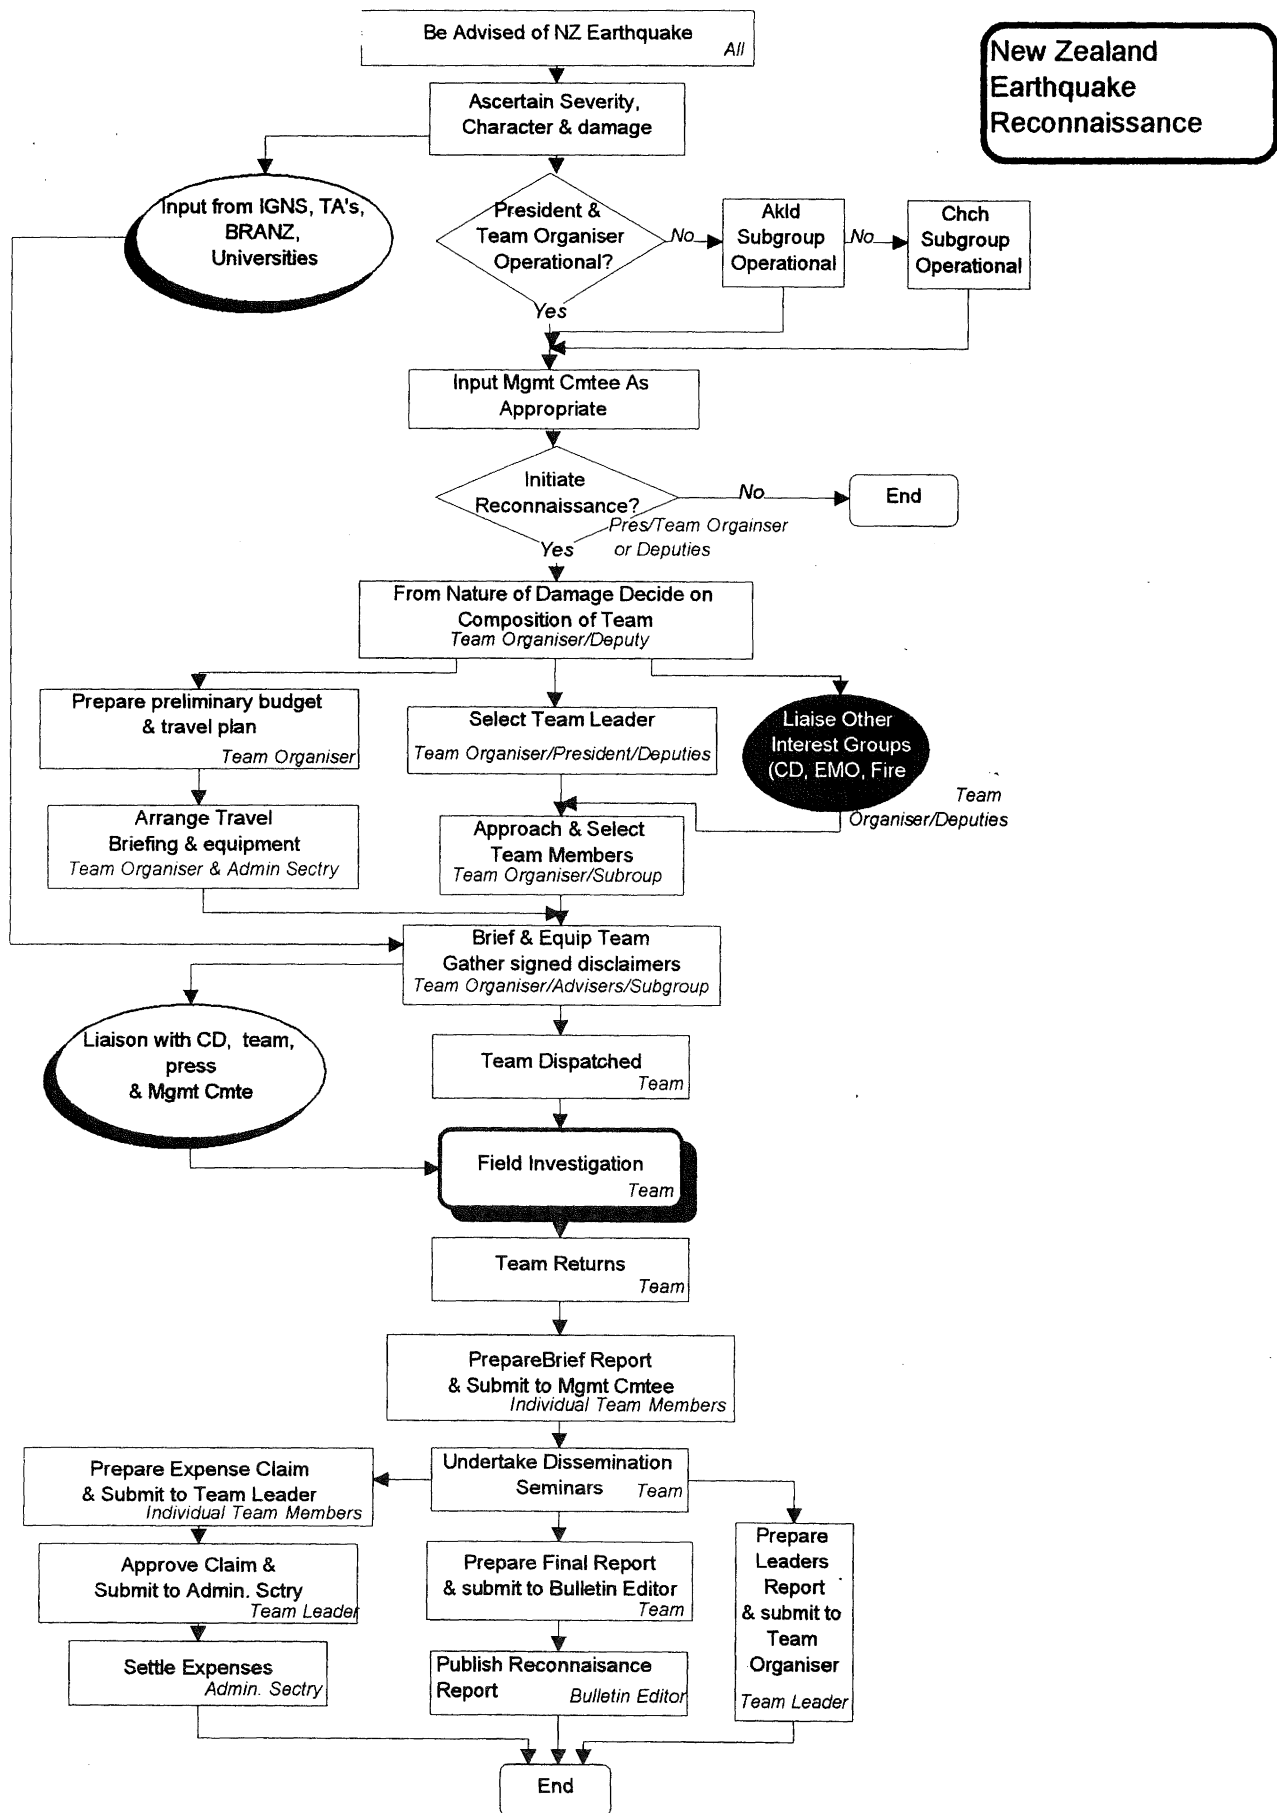 Be Advised of NZ Earthquake
All
New Zealand
Earthquake
Reconnaissance
Ascertain Severity,
Character & damage
Input from IGNS, TA's,
BRANZ,
Universities
President &
Team Organiser
Operational?
No
Akld
Subgroup
Operational
No
Chch
Subgroup
Operational
Yes
Input Mgmt Cmtee As
Appropriate
Initiate
Reconnaissance?
No
End
Pres/Team Orgainser
or Deputies
Yes
From Nature of Damage Decide on
Composition of Team
Team Organiser/Deputy
Prepare preliminary budget
& travel plan
Team Organiser
Select Team Leader
Team Organiser/President/Deputies
Liaise Other
Interest Groups
(CD, EMO, Fire
Team
Organiser/Deputies
Arrange Travel
Briefing & equipment
Team Organiser & Admin Sectry
Approach & Select
Team Members
Team Organiser/Subroup
Brief & Equip Team
Gather signed disclaimers
Team Organiser/Advisers/Subgroup
Liaison with CD, team,
press
& Mgmt Cmte
Team Dispatched
Team
Field Investigation
Team
Team Returns
Team
PrepareBrief Report
& Submit to Mgmt Cmtee
Individual Team Members
Prepare Expense Claim
& Submit to Team Leader
Individual Team Members
Undertake Dissemination
Seminars
Team
Approve Claim &
Submit to Admin. Sctry
Team Leader
Prepare Final Report
& submit to Bulletin Editor
Team
Prepare
Leaders
Report
& submit to
Team
Organiser
Team Leader
Settle Expenses
Admin. Sectry
Publish Reconnaisance
Report
Bulletin Editor
End